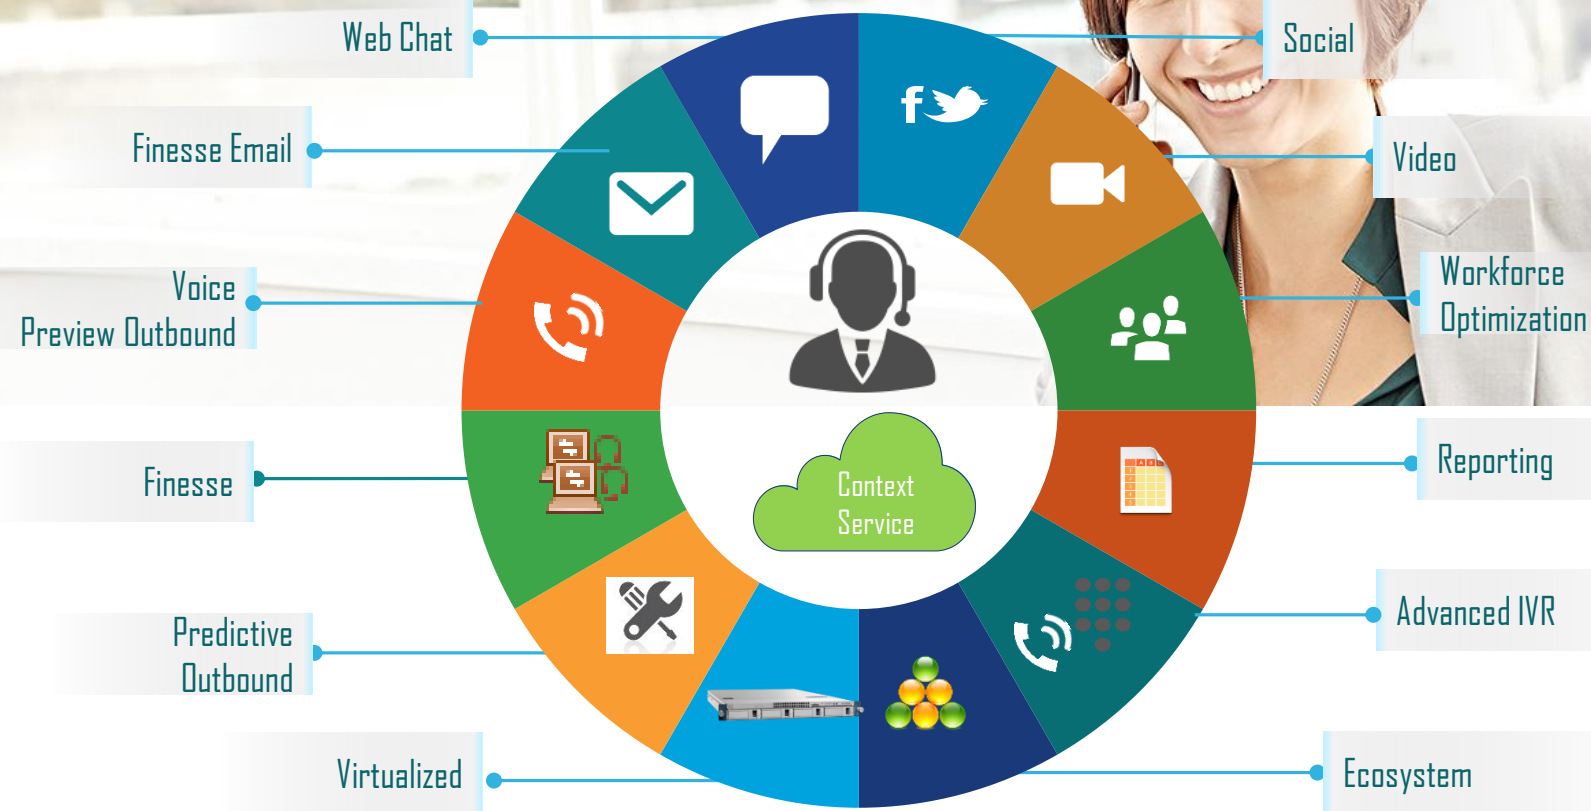 Web Chat
Social
Finesse Email
Video
Voice
Preview Outbound
Workforce
Optimization
Finesse
Context
Service
Reporting
Predictive
Outbound
Advanced IVR
Virtualized
Ecosystem